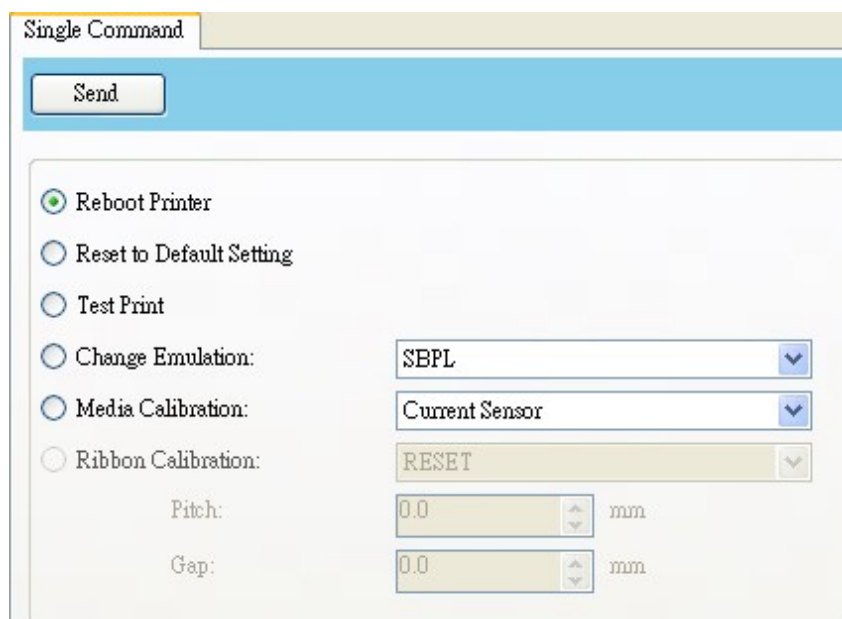 Single Command
Send
Reboot Printer
Reset to Default Setting
Test Print
Change Emulation: SBPL
Media Calibration: Current Sensor
Ribbon Calibration: RESET
Pitch: 0.0 mm
Gap: 0.0 mm